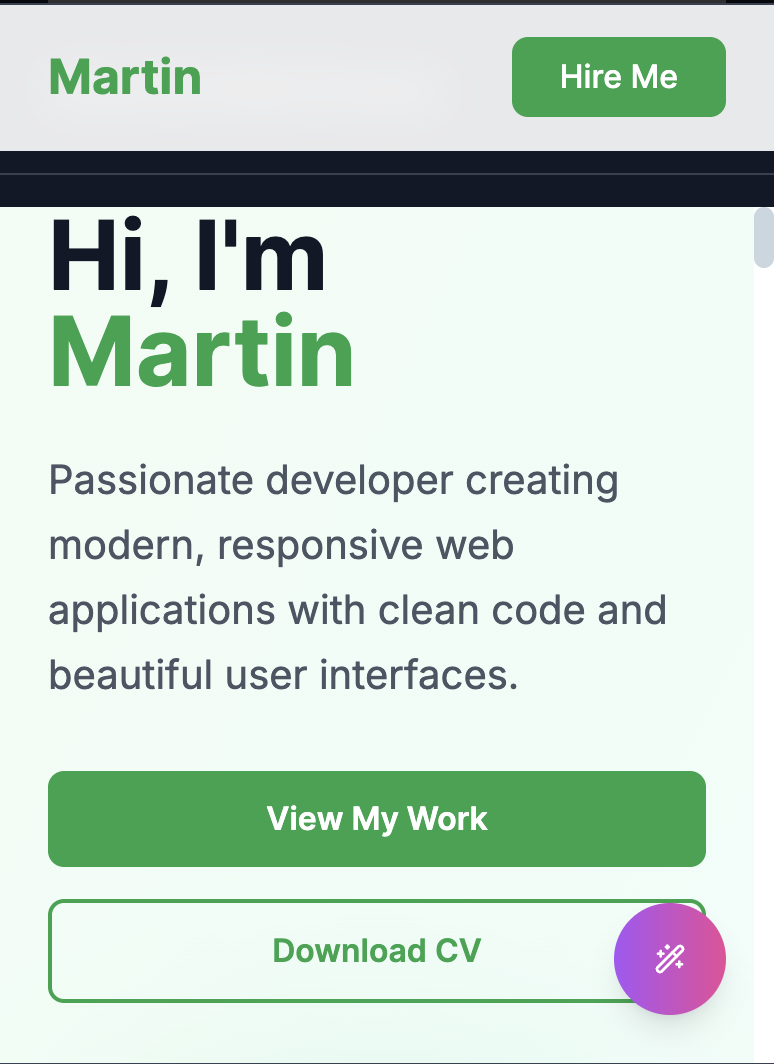 Martin
Hire Me
Hi, I'm
Martin
Passionate developer creating
modern, responsive web
applications with clean code and
beautiful user interfaces.
View My Work
Download CV